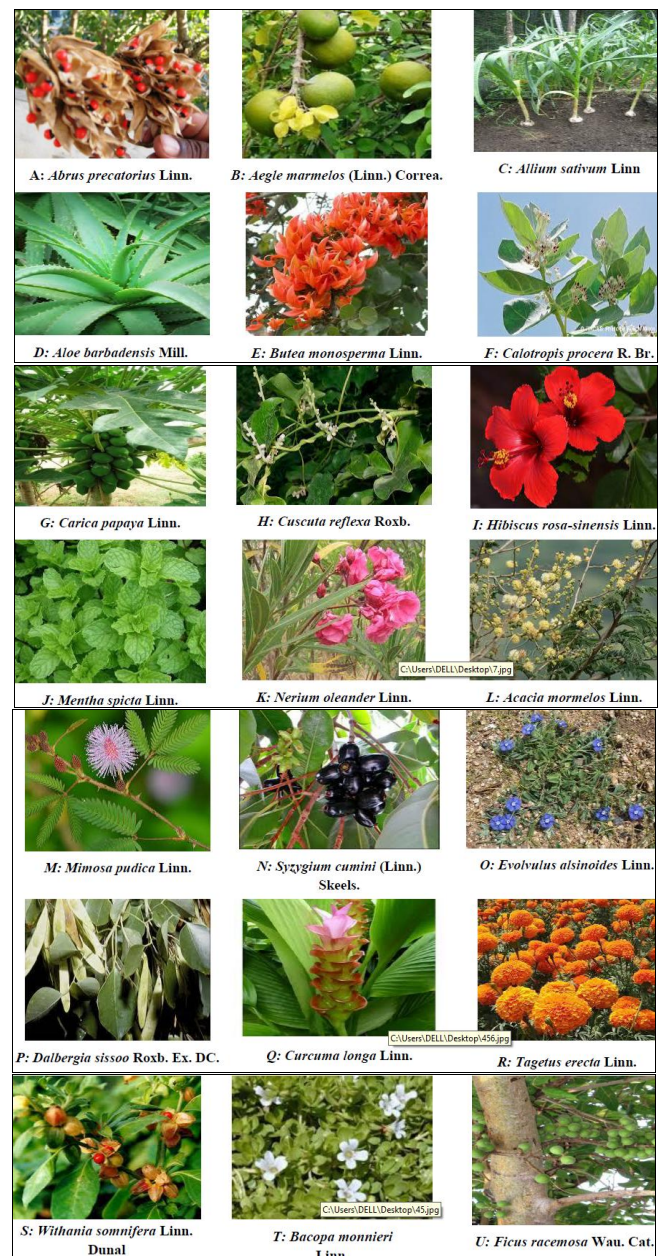 A: Abrus precatorius Linn.
B: Aegle marmelos (Linn.) Correa.
C: Allium sativum Linn
D: Aloe barbadensis Mill.
E: Butea monosperma Linn.
F: Calotropis procera R. Br.
G: Carica papaya Linn.
H: Cuscuta reflexa Roxb.
I: Hibiscus rosa-sinensis Linn.
C:\Users\DELL\Desktop\7.jpg
J: Mentha spicta Linn.
K: Nerium oleander Linn.
L: Acacia mormelos Linn.
M: Mimosa pudica Linn.
N: Syzygium cumini (Linn.)
Skeels.
O: Evolvulus alsinoides Linn.
C:\Users\DELL\Desktop\456.jpg
P: Dalbergia sissoo Roxb. Ex. DC.
Q: Curcuma longa Linn.
R: Tagetus erecta Linn.
C:\Users\DELL\Desktop\45.jpg
S: Withania somnifera Linn.
Dunal
T: Bacopa monnieri
Linn
U: Ficus racemosa Wau. Cat.